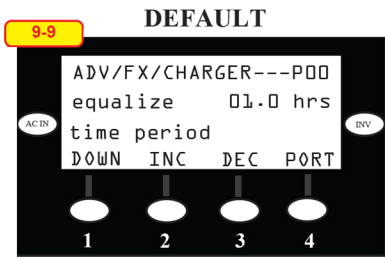 DEFAULT
9-9
ADV/FX/CHARGER---P00
equalize 01.0 hrs
time period
DOWN INC DEC PORT
AC IN
INV
1 2 3 4